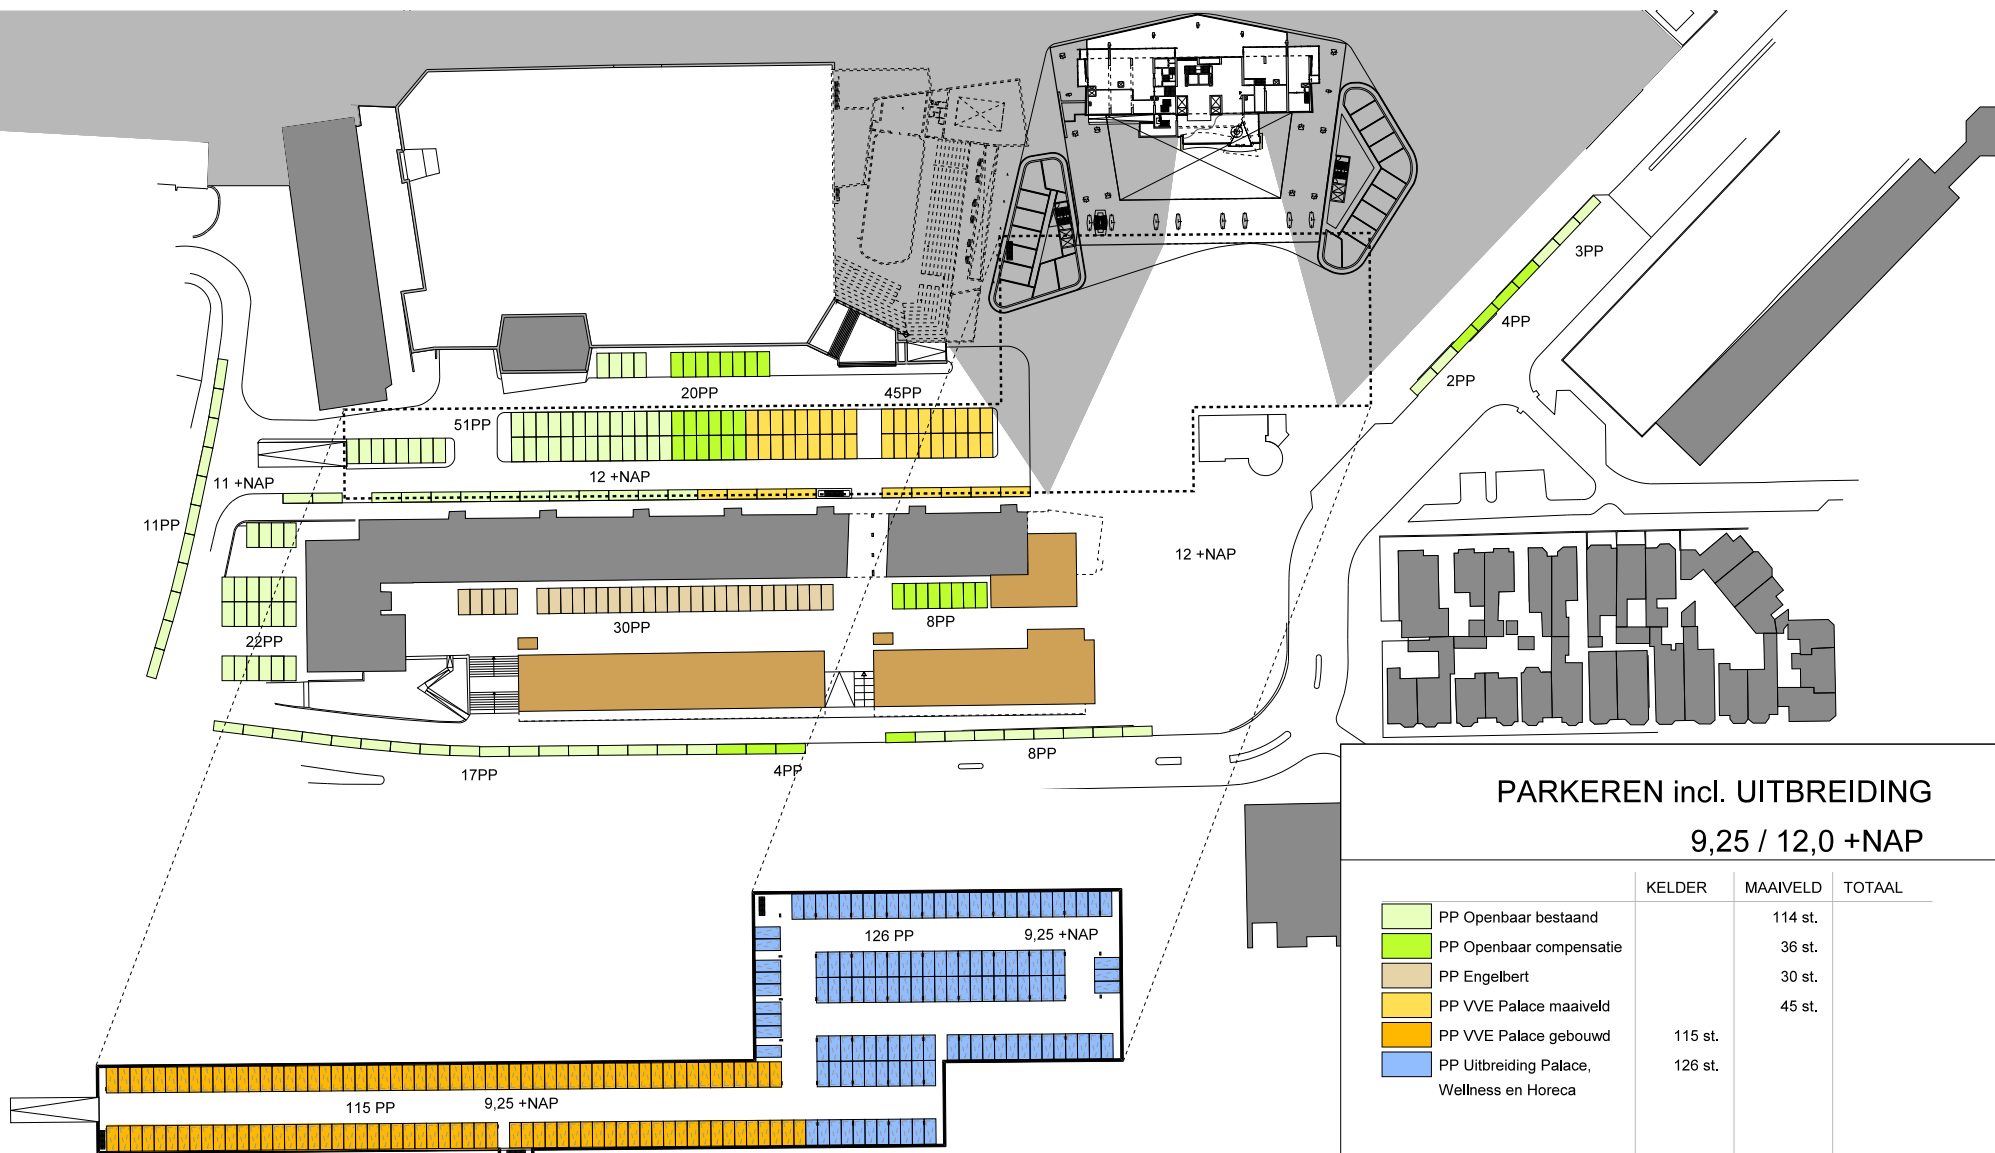 3PP
4PP
2PP
20PP
45PP
51PP
12 +NAP
11 +NAP
11PP
12 +NAP
30PP
8PP
22PP
17PP
4PP
8PP
PARKEREN incl. UITBREIDING
9,25 / 12,0 +NAP
KELDER MAAIVELD TOTAAL
PP Openbaar bestaand 114 st.
PP Openbaar compensatie 36 st.
PP Engelbert 30 st.
PP VVE Palace maaiveld 45 st.
PP VVE Palace gebouwd 115 st.
PP Uitbreiding Palace, 126 st.
Wellness en Horeca
126 PP 9,25 +NAP
115 PP 9,25 +NAP